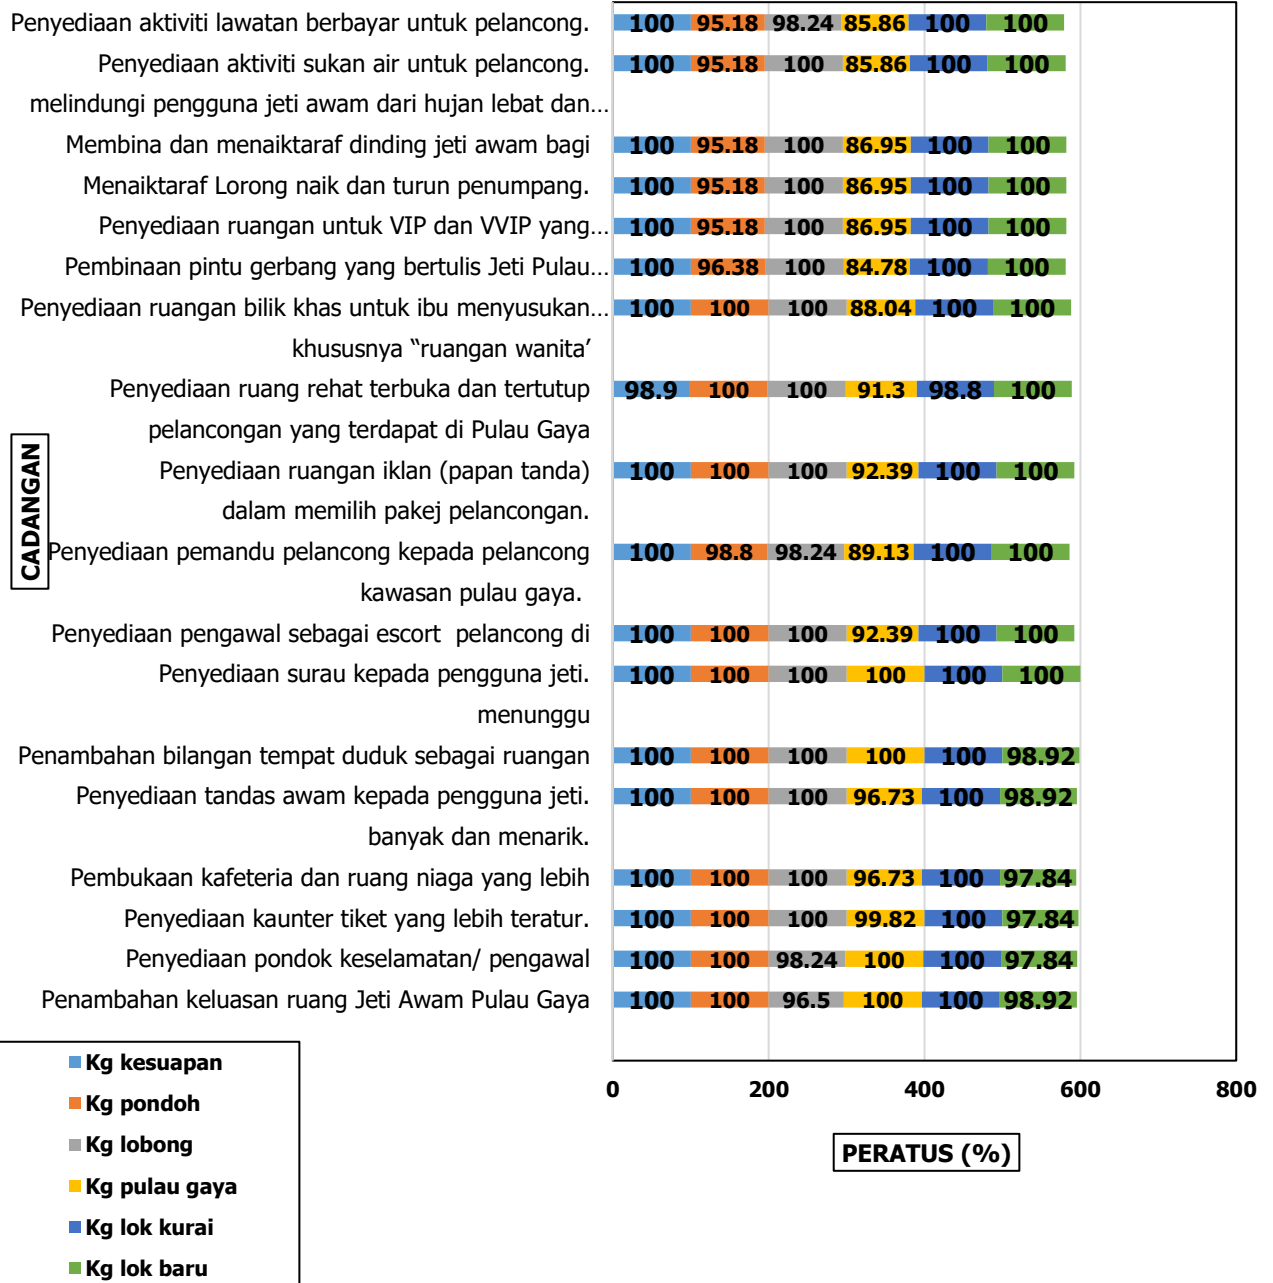 Penyediaan aktiviti lawatan berbayar untuk pelancong. 100 95.18 98.24 85.86 100 100
Penyediaan aktiviti sukan air untuk pelancong. 100 95.18 100 85.86 100 100
melindungi pengguna jeti awam dari hujan lebat dan…
Membina dan menaiktaraf dinding jeti awam bagi 100 95.18 100 86.95 100 100
Menaiktaraf Lorong naik dan turun penumpang. 100 95.18 100 86.95 100 100
Penyediaan ruangan untuk VIP dan VVIP yang… 100 95.18 100 86.95 100 100
Pembinaan pintu gerbang yang bertulis Jeti Pulau… 100 96.38 100 84.78 100 100
Penyediaan ruangan bilik khas untuk ibu menyusukan… 100 100 100 88.04 100 100
khususnya “ruangan wanita’
Penyediaan ruang rehat terbuka dan tertutup 98.9 100 100 91.3 98.8 100
pelancongan yang terdapat di Pulau Gaya
Penyediaan ruangan iklan (papan tanda) 100 100 100 92.39 100 100
dalam memilih pakej pelancongan.
Penyediaan pemandu pelancong kepada pelancong 100 98.8 98.24 89.13 100 100
kawasan pulau gaya.
Penyediaan pengawal sebagai escort pelancong di 100 100 100 92.39 100 100
Penyediaan surau kepada pengguna jeti. 100 100 100 100 100 100
menunggu
Penambahan bilangan tempat duduk sebagai ruangan 100 100 100 100 100 98.92
Penyediaan tandas awam kepada pengguna jeti. 100 100 100 96.73 100 98.92
banyak dan menarik.
Pembukaan kafeteria dan ruang niaga yang lebih 100 100 100 96.73 100 97.84
Penyediaan kaunter tiket yang lebih teratur. 100 100 100 99.82 100 97.84
Penyediaan pondok keselamatan/ pengawal 100 100 98.24 100 100 97.84
Penambahan keluasan ruang Jeti Awam Pulau Gaya 100 100 96.5 100 100 98.92
CADANGAN
0 200 400 600 800
PERATUS (%)
Kg kesuapan
Kg pondoh
Kg lobong
Kg pulau gaya
Kg lok kurai
Kg lok baru